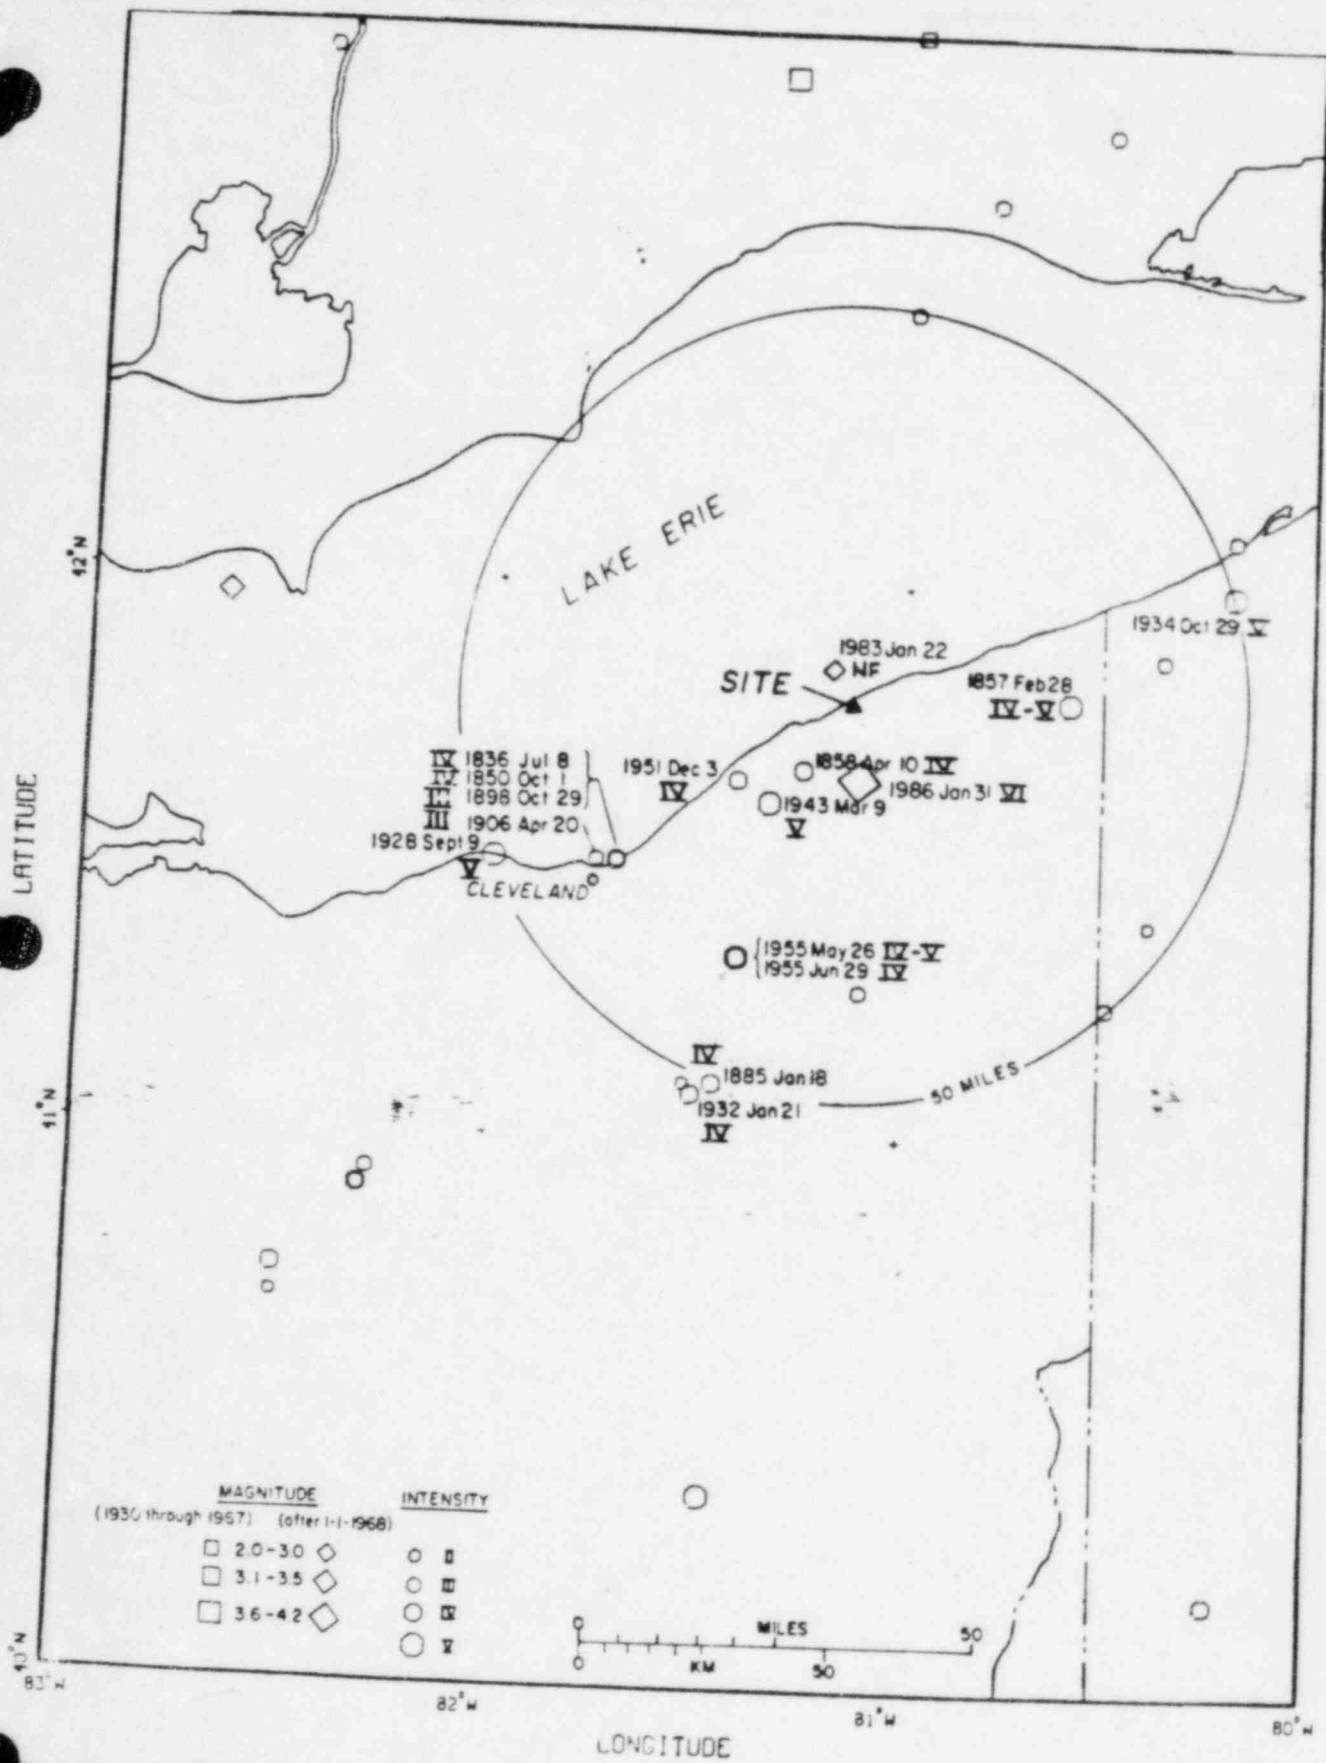 LAKE ERIE
12°N
1934 Oct 29 V
1983 Jan 22
NF
SITE
1857 Feb 28
IV-V
IV 1836 Jul 8
IV 1850 Oct 1
III 1898 Oct 29
III 1906 Apr 20
1951 Dec 3
IV
1858 Apr 10 IV
1986 Jan 31 VI
1943 Mar 9
V
1928 Sept 9
V
CLEVELAND
LATITUDE
1955 May 26 IV-V
1955 Jun 29 IV
IV
1885 Jan 18
50 MILES
1932 Jan 21
IV
41°N
MAGNITUDE
INTENSITY
(1930 through 1967) (after 1-1-1968)
2.0-3.0
II
3.1-3.5
III
3.6-4.2
IV
V
0 MILES 50
0 KM 50
40°N
83°W
82°W
81°W
80°W
LONGITUDE